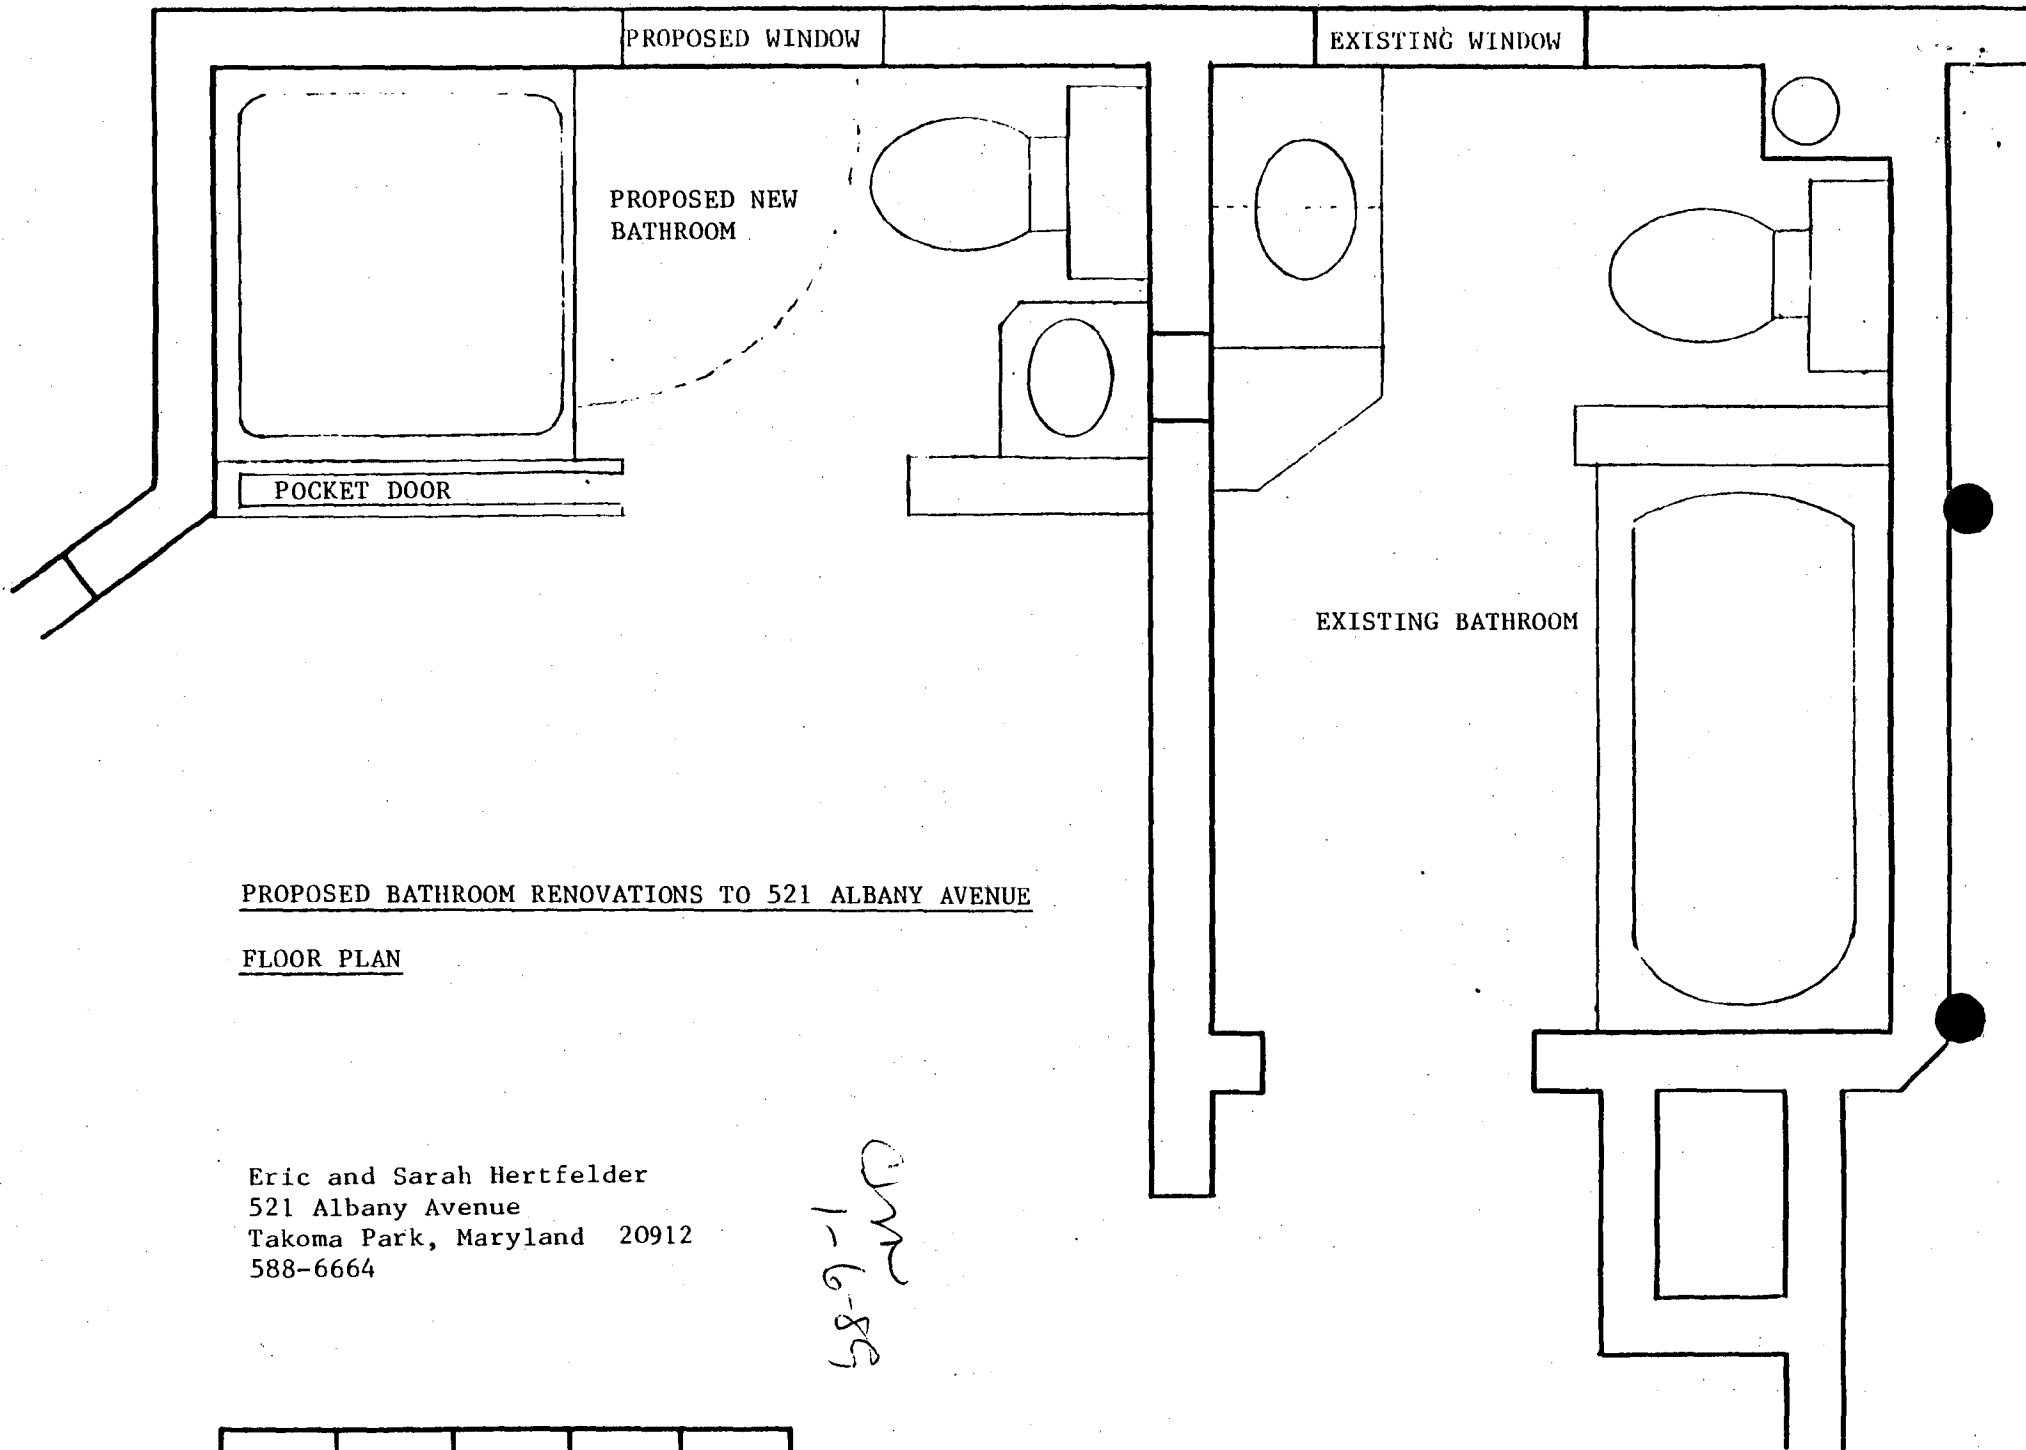 PROPOSED WINDOW
EXISTING WINDOW
PROPOSED NEW
BATHROOM
POCKET DOOR
EXISTING BATHROOM
PROPOSED BATHROOM RENOVATIONS TO 521 ALBANY AVENUE
FLOOR PLAN
Eric and Sarah Hertfelder
521 Albany Avenue
Takoma Park, Maryland 20912
588-6664
1-6-89